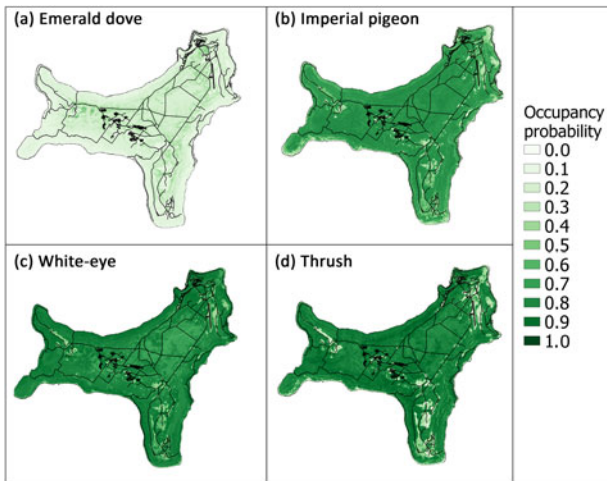 (a) Emerald dove
(b) Imperial pigeon
(c) White-eye
(d) Thrush
Occupancy
probability
0.0
0.1
0.2
0.3
0.4
0.5
0.6
0.7
0.8
0.9
1.0